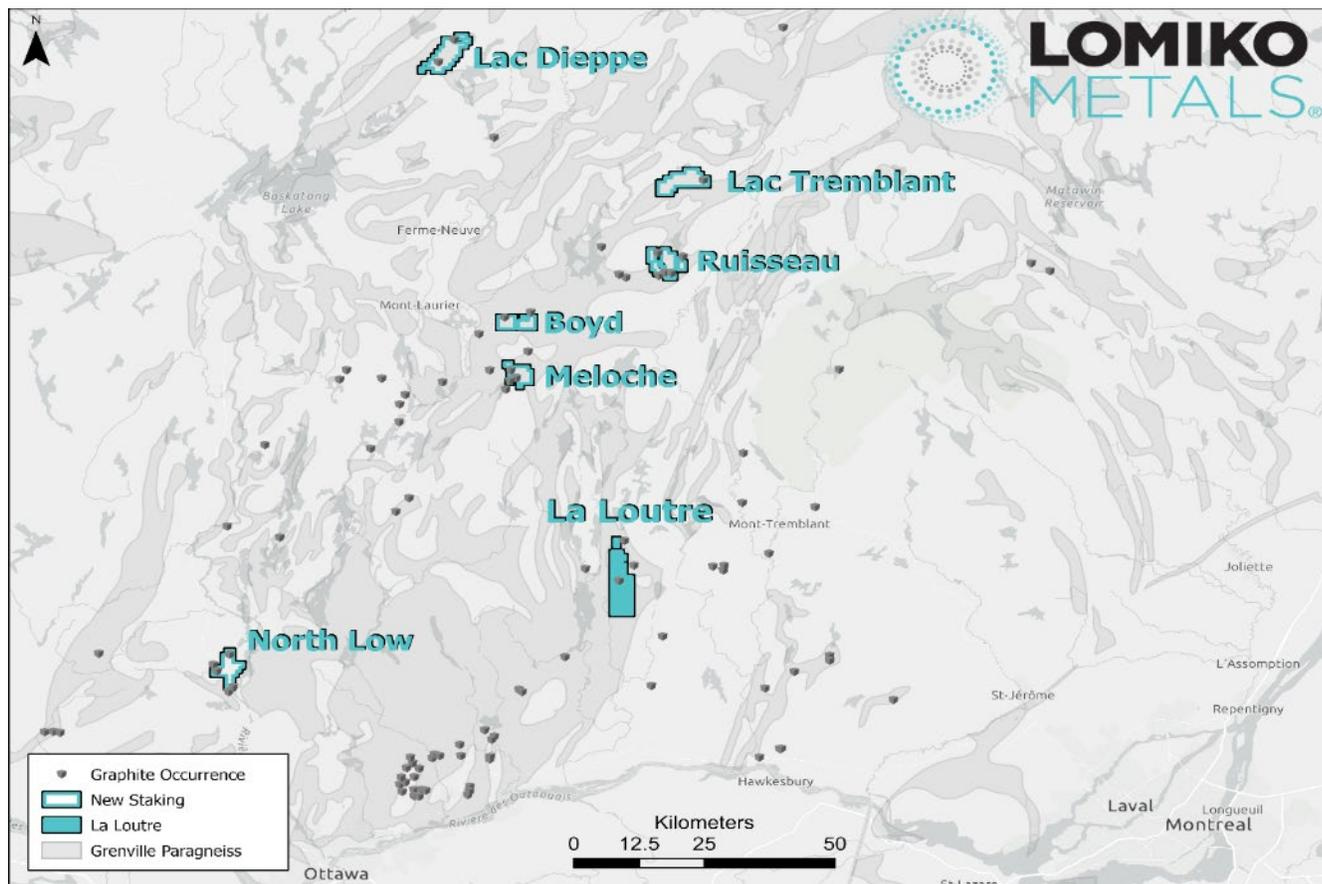 N
Lac Dieppe
LOMIKO
METALS®
Lac Tremblant
Baskatong
Lake
Matawin
Reservoir
Ferme-Neuve
Ruisseau
Mont-Laurier
Boyd
Meloche
La Loutre
Mont-Tremblant
Joliette
North Low
L'Assomption
St-Jérôme
Repentigny
Graphite Occurrence
New Staking
La Loutre
Grenville Paragneiss
Rivière des Outaouais
Hawkesbury
Kilometers
0 12.5 25 50
Laval
Longueuil
Montreal
Ottawa